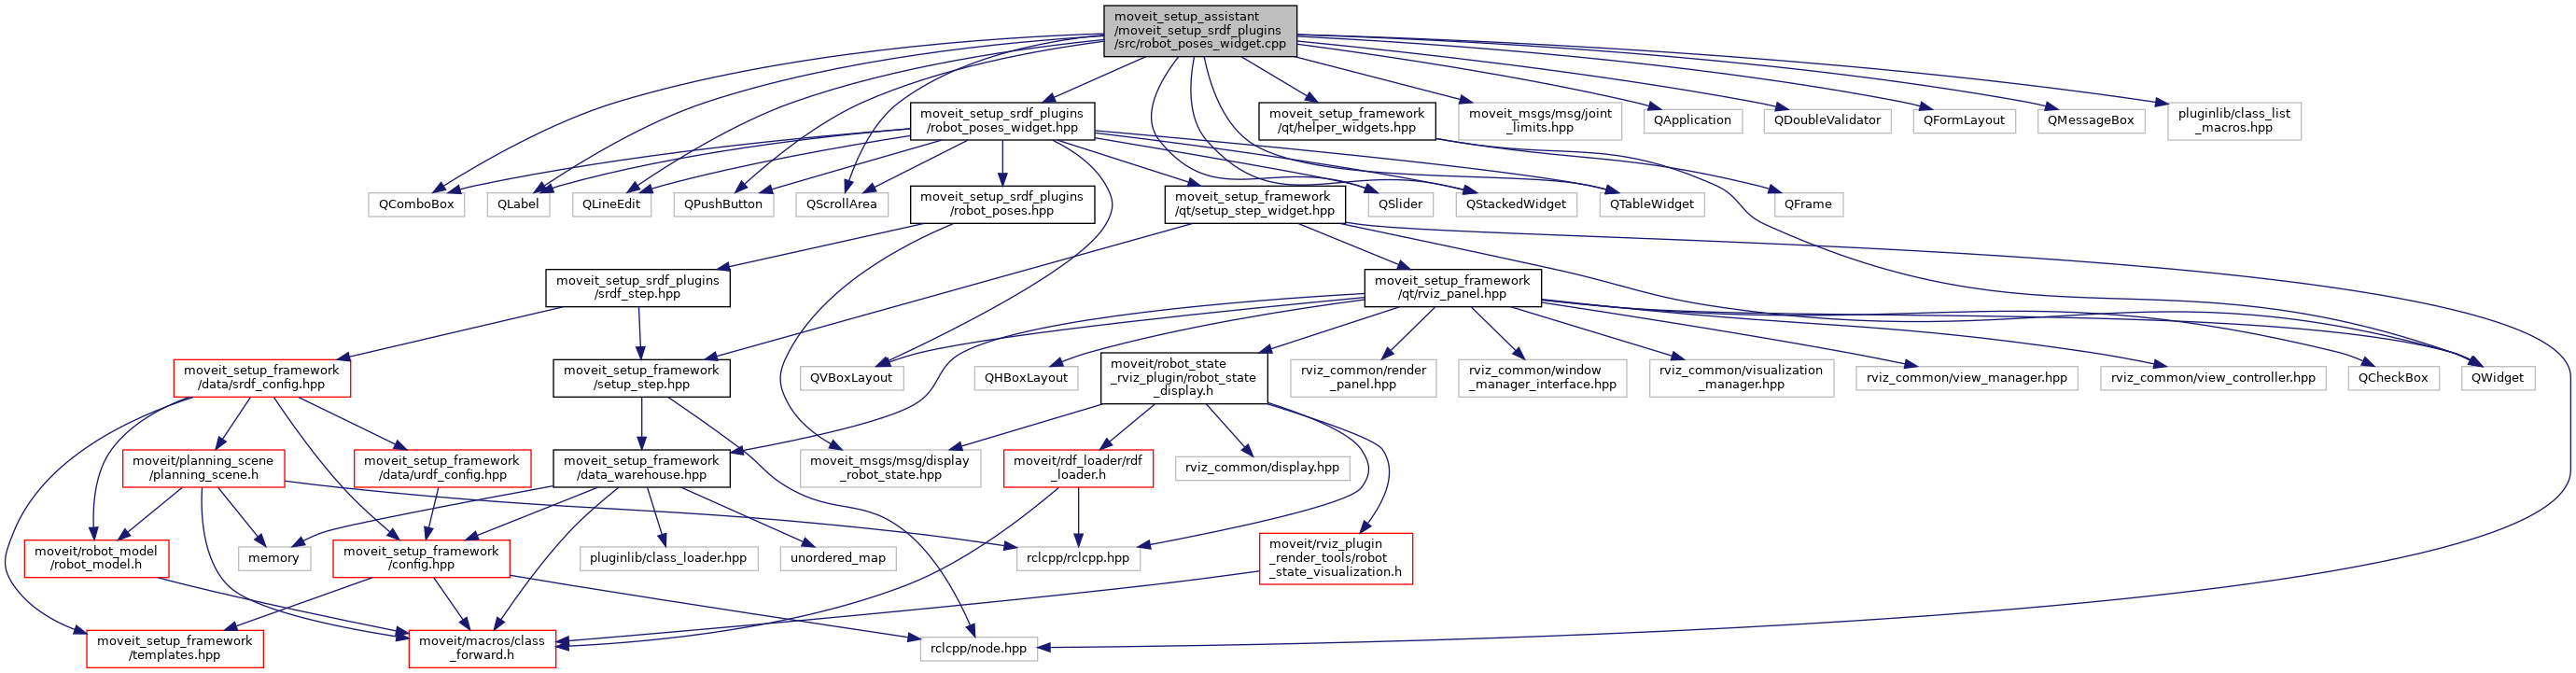 moveit_setup_assistant
/moveit_setup_srdf_plugins
/src/robot_poses_widget.cpp
moveit_setup_srdf_plugins
/robot_poses_widget.hpp
moveit_setup_framework
/qt/helper_widgets.hpp
moveit_msgs/msg/joint
_limits.hpp
QApplication
QDoubleValidator
QFormLayout
QMessageBox
pluginlib/class_list
_macros.hpp
QComboBox
QLabel
QLineEdit
QPushButton
QScrollArea
moveit_setup_srdf_plugins
/robot_poses.hpp
moveit_setup_framework
/qt/setup_step_widget.hpp
QSlider
QStackedWidget
QTableWidget
QFrame
moveit_setup_srdf_plugins
/srdf_step.hpp
moveit_setup_framework
/qt/rviz_panel.hpp
moveit_setup_framework
/data/srdf_config.hpp
moveit_setup_framework
/setup_step.hpp
QVBoxLayout
QHBoxLayout
moveit/robot_state
_rviz_plugin/robot_state
_display.h
rviz_common/render
_panel.hpp
rviz_common/window
_manager_interface.hpp
rviz_common/visualization
_manager.hpp
rviz_common/view_manager.hpp
rviz_common/view_controller.hpp
QCheckBox
QWidget
moveit/planning_scene
/planning_scene.h
moveit_setup_framework
/data/urdf_config.hpp
moveit_setup_framework
/data_warehouse.hpp
moveit_msgs/msg/display
_robot_state.hpp
moveit/rdf_loader/rdf
_loader.h
rviz_common/display.hpp
moveit/robot_model
/robot_model.h
memory
moveit_setup_framework
/config.hpp
pluginlib/class_loader.hpp
unordered_map
rclcpp/rclcpp.hpp
moveit/rviz_plugin
_render_tools/robot
_state_visualization.h
moveit_setup_framework
/templates.hpp
moveit/macros/class
_forward.h
rclcpp/node.hpp